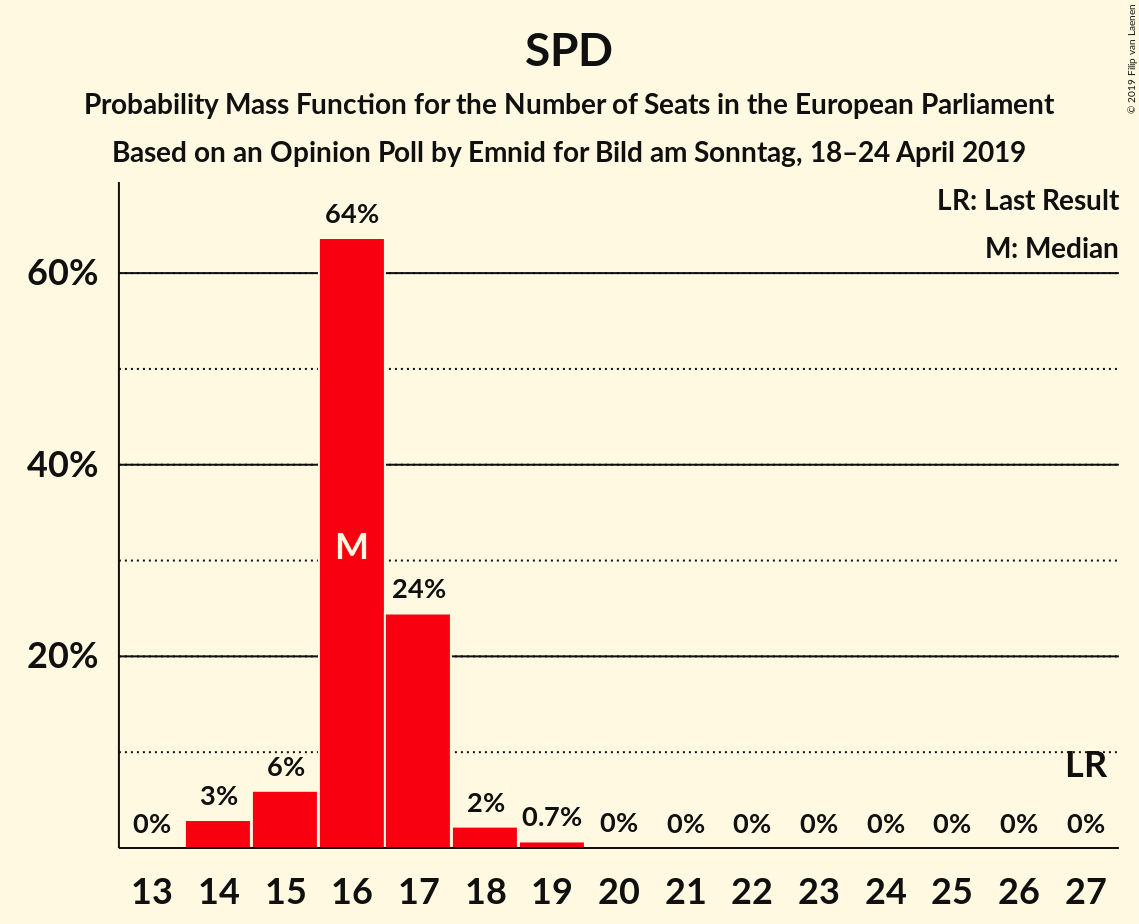 SPD
Probability Mass Function for the Number of Seats in the European Parliament
Based on an Opinion Poll by Emnid for Bild am Sonntag, 18–24 April 2019
© 2019 Filip van Laenen
LR: Last Result
M: Median
60%
40%
20%
0%
3%
6%
64%
24%
2%
0.7%
0%
0%
0%
0%
0%
0%
0%
0%
M
LR
13 14 15 16 17 18 19 20 21 22 23 24 25 26 27